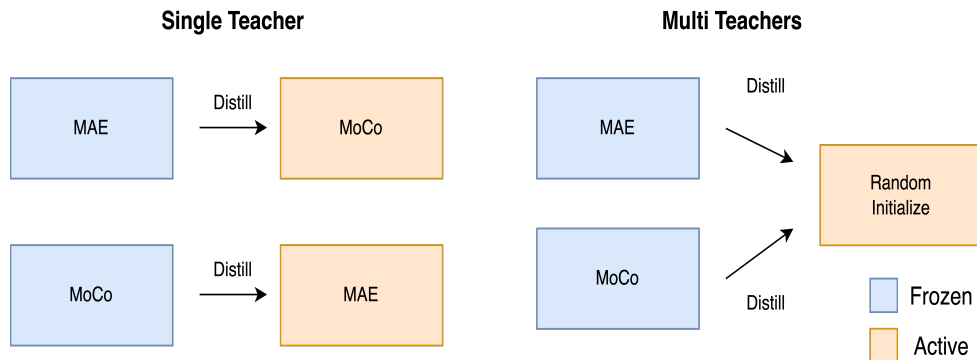 Single Teacher
MAE
Distill
MoCo
MoCo
Distill
MAE
Multi Teachers
MAE
Distill
MoCo
Distill
Random
Initialize
Frozen
Active